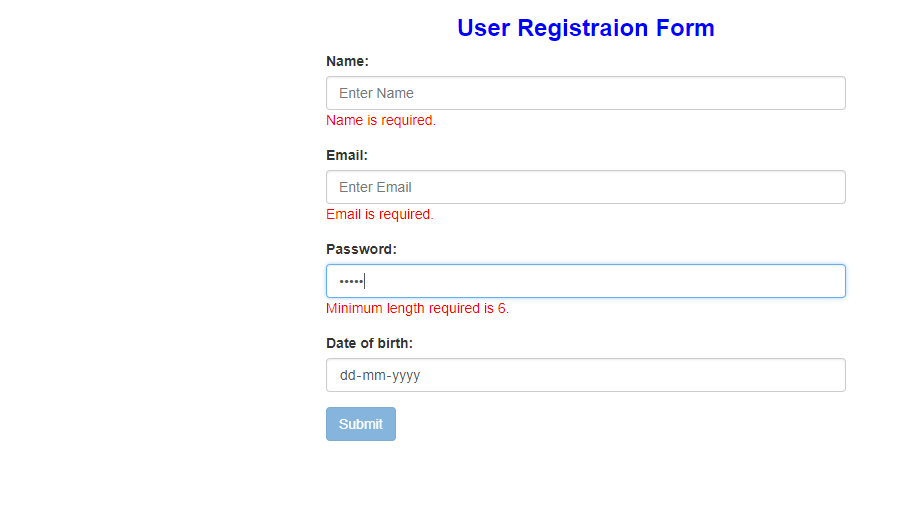 User Registraion Form
Name:
Enter Name
Name is required.
Email:
Enter Email
Email is required.
Password:
•••••
Minimum length required is 6.
Date of birth:
dd-mm-yyyy
Submit